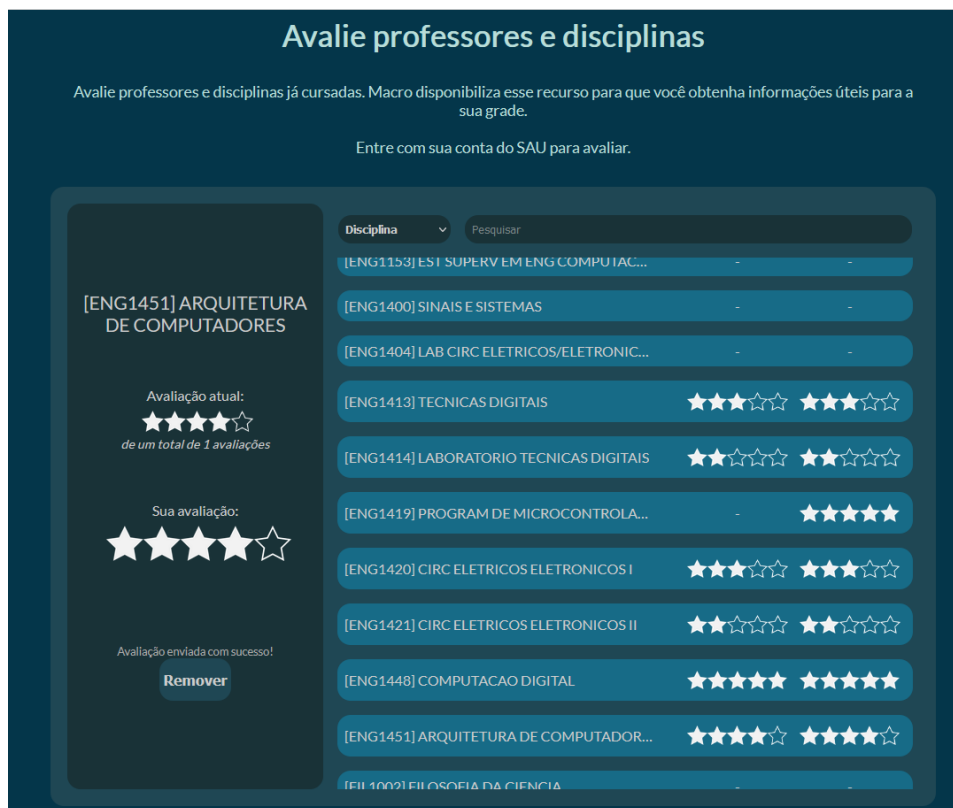 Avalie professores e disciplinas
Avalie professores e disciplinas já cursadas. Macro disponibiliza esse recurso para que você obtenha informações úteis para a
sua grade.
Entre com sua conta do SAU para avaliar.
[ENG1451] ARQUITETURA
DE COMPUTADORES
Avaliação atual:
de um total de 1 avaliações
Sua avaliação:
Avaliação enviada com sucesso!
Remover
Disciplina
Pesquisar
[ENG1153] EST SUPERV EM ENG COMPUTAC... - -
[ENG1400] SINAIS E SISTEMAS - -
[ENG1404] LAB CIRC ELETRICOS/ELETRONIC... - -
[ENG1413] TECNICAS DIGITAIS
[ENG1414] LABORATORIO TECNICAS DIGITAIS
[ENG1419] PROGRAM DE MICROCONTROLA... -
[ENG1420] CIRC ELETRICOS ELETRONICOS I
[ENG1421] CIRC ELETRICOS ELETRONICOS II
[ENG1448] COMPUTACAO DIGITAL
[ENG1451] ARQUITETURA DE COMPUTADOR...
[FIL1002] FILOSOFIA DA CIENCIA - -